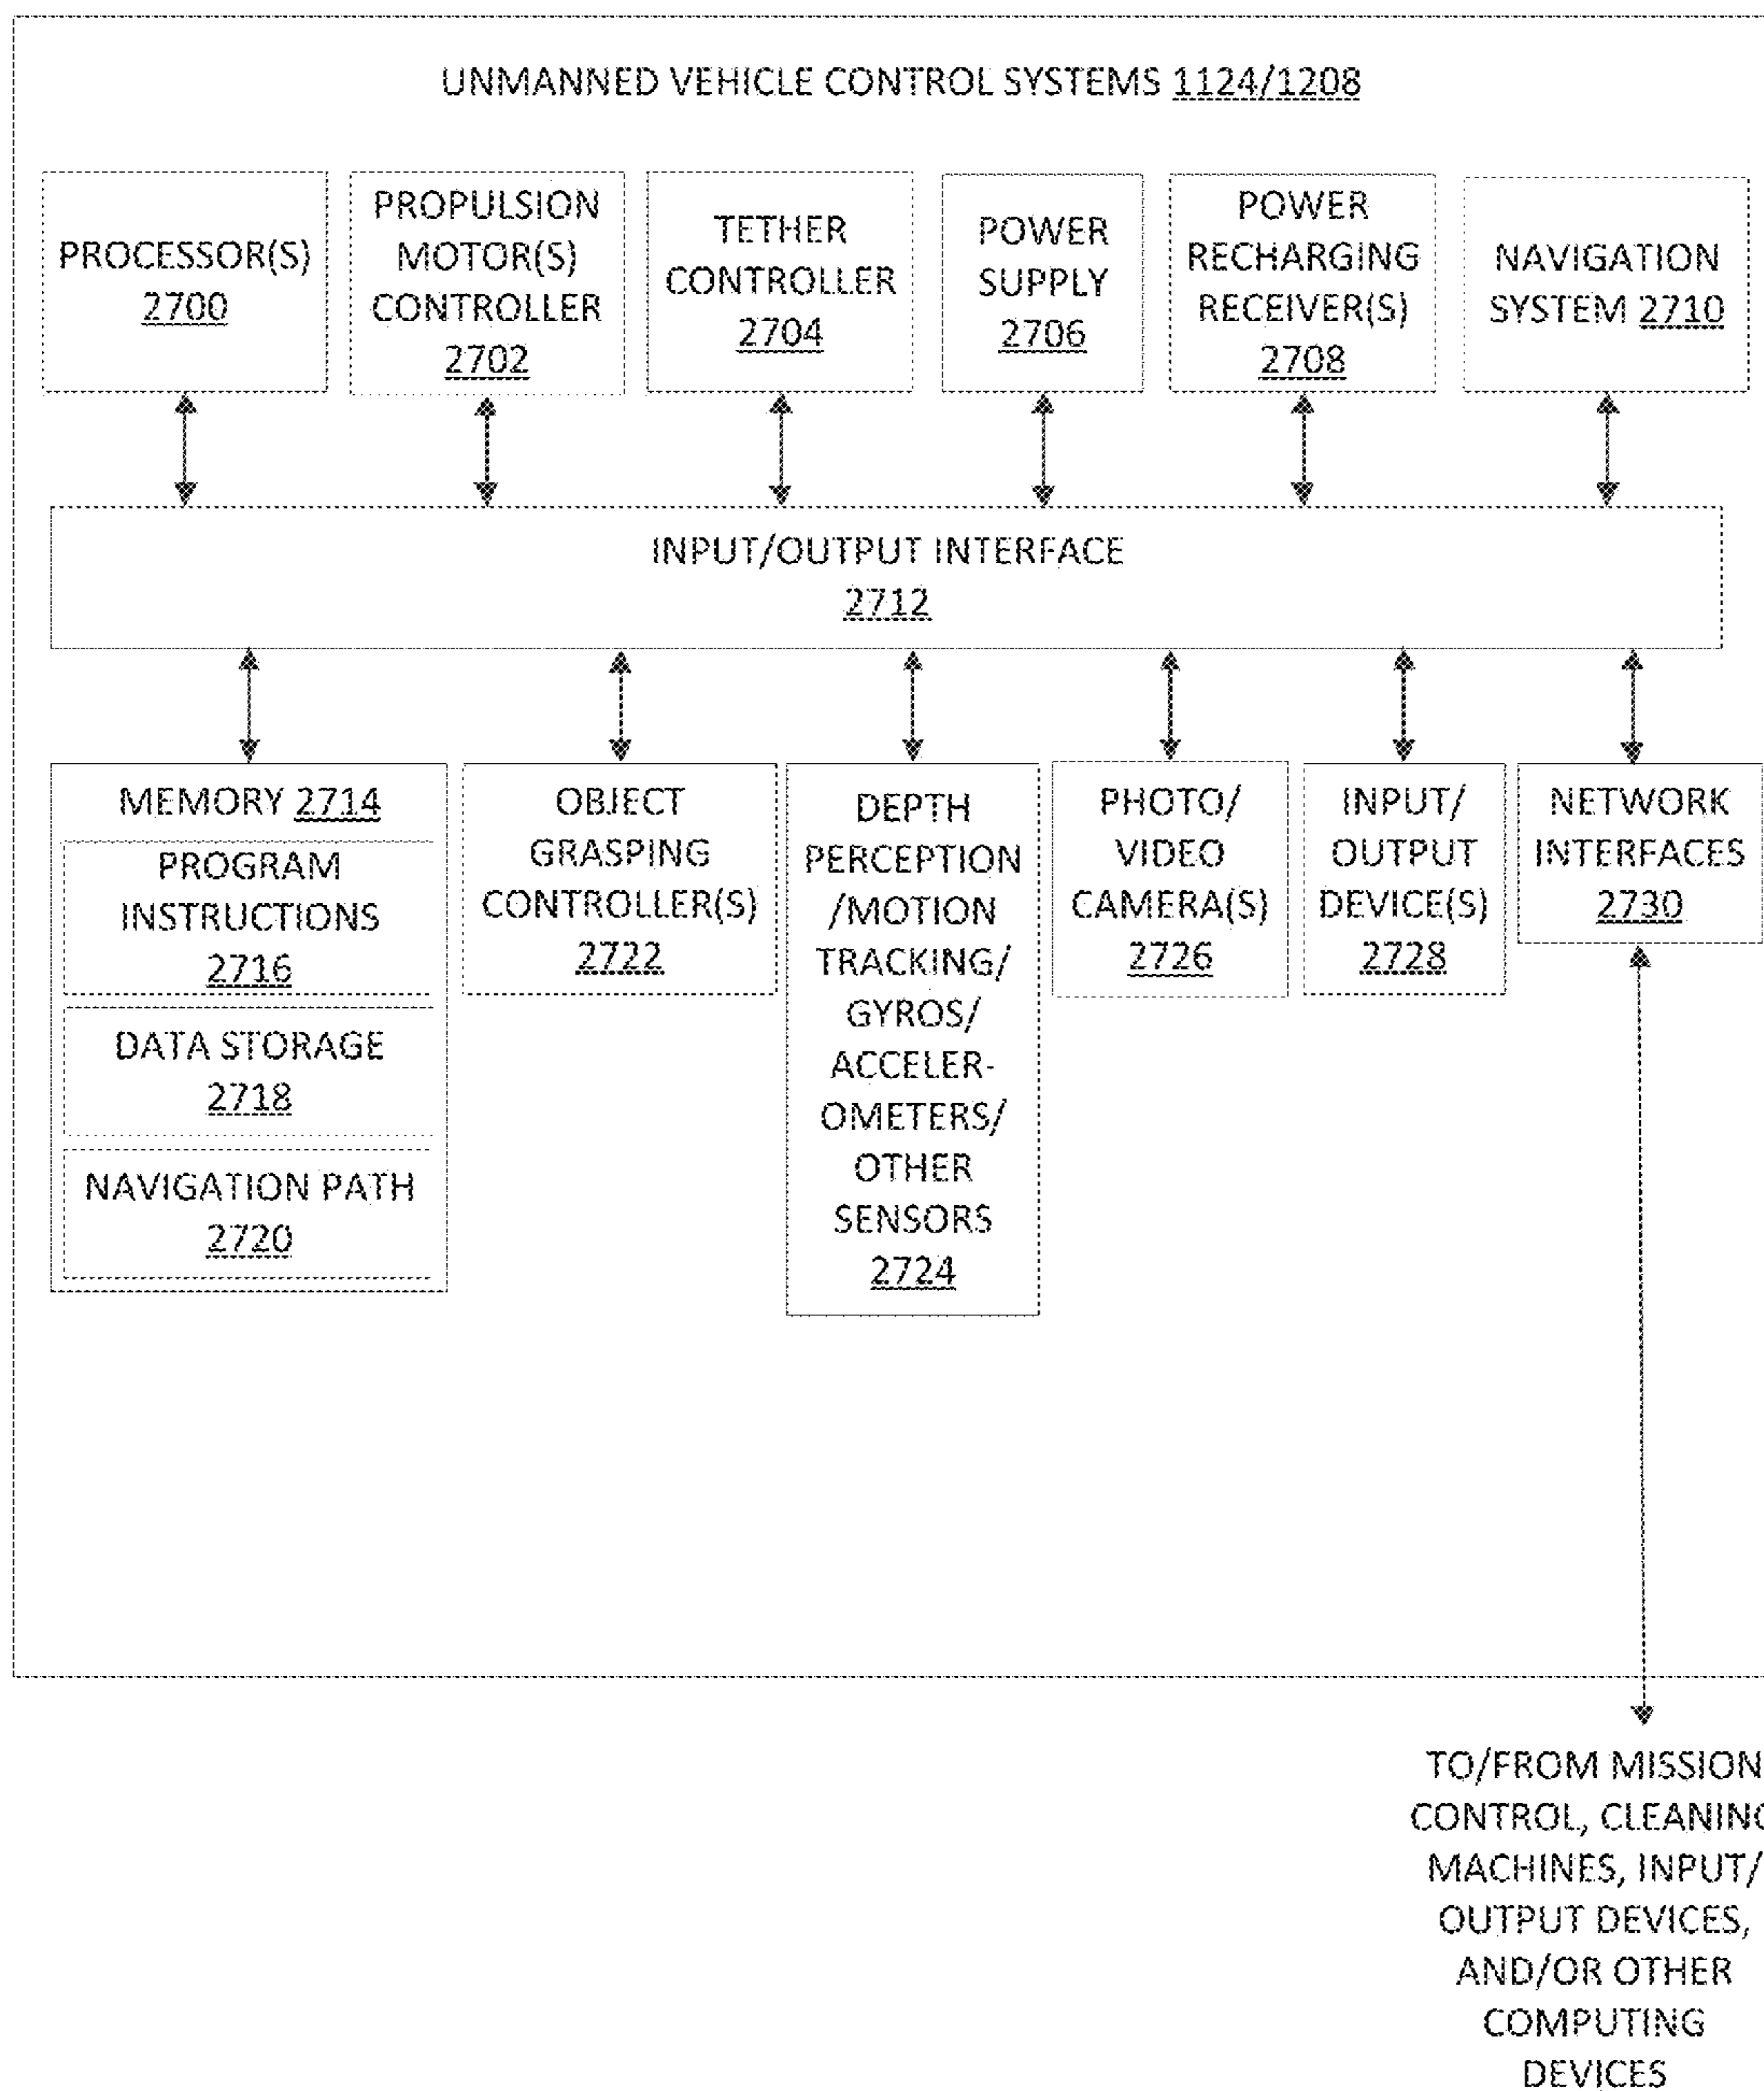 UNMANNED VEHICLE CONTROL SYSTEMS 1124/1208
PROCESSOR(S)
2700
PROPULSION
MOTOR(S)
CONTROLLER
2702
TETHER
CONTROLLER
2704
POWER
SUPPLY
2706
POWER
RECHARGING
RECEIVER(S)
2708
NAVIGATION
SYSTEM 2710
INPUT/OUTPUT INTERFACE
2712
MEMORY 2714
PROGRAM
INSTRUCTIONS
2716
DATA STORAGE
2718
NAVIGATION PATH
2720
OBJECT
GRASPING
CONTROLLER(S)
2722
DEPTH
PERCEPTION
/MOTION
TRACKING/
GYROS/
ACCELER-
OMETERS/
OTHER
SENSORS
2724
PHOTO/
VIDEO
CAMERA(S)
2726
INPUT/
OUTPUT
DEVICE(S)
2728
NETWORK
INTERFACES
2730
TO/FROM MISSION
CONTROL, CLEANING
MACHINES, INPUT/
OUTPUT DEVICES,
AND/OR OTHER
COMPUTING
DEVICES